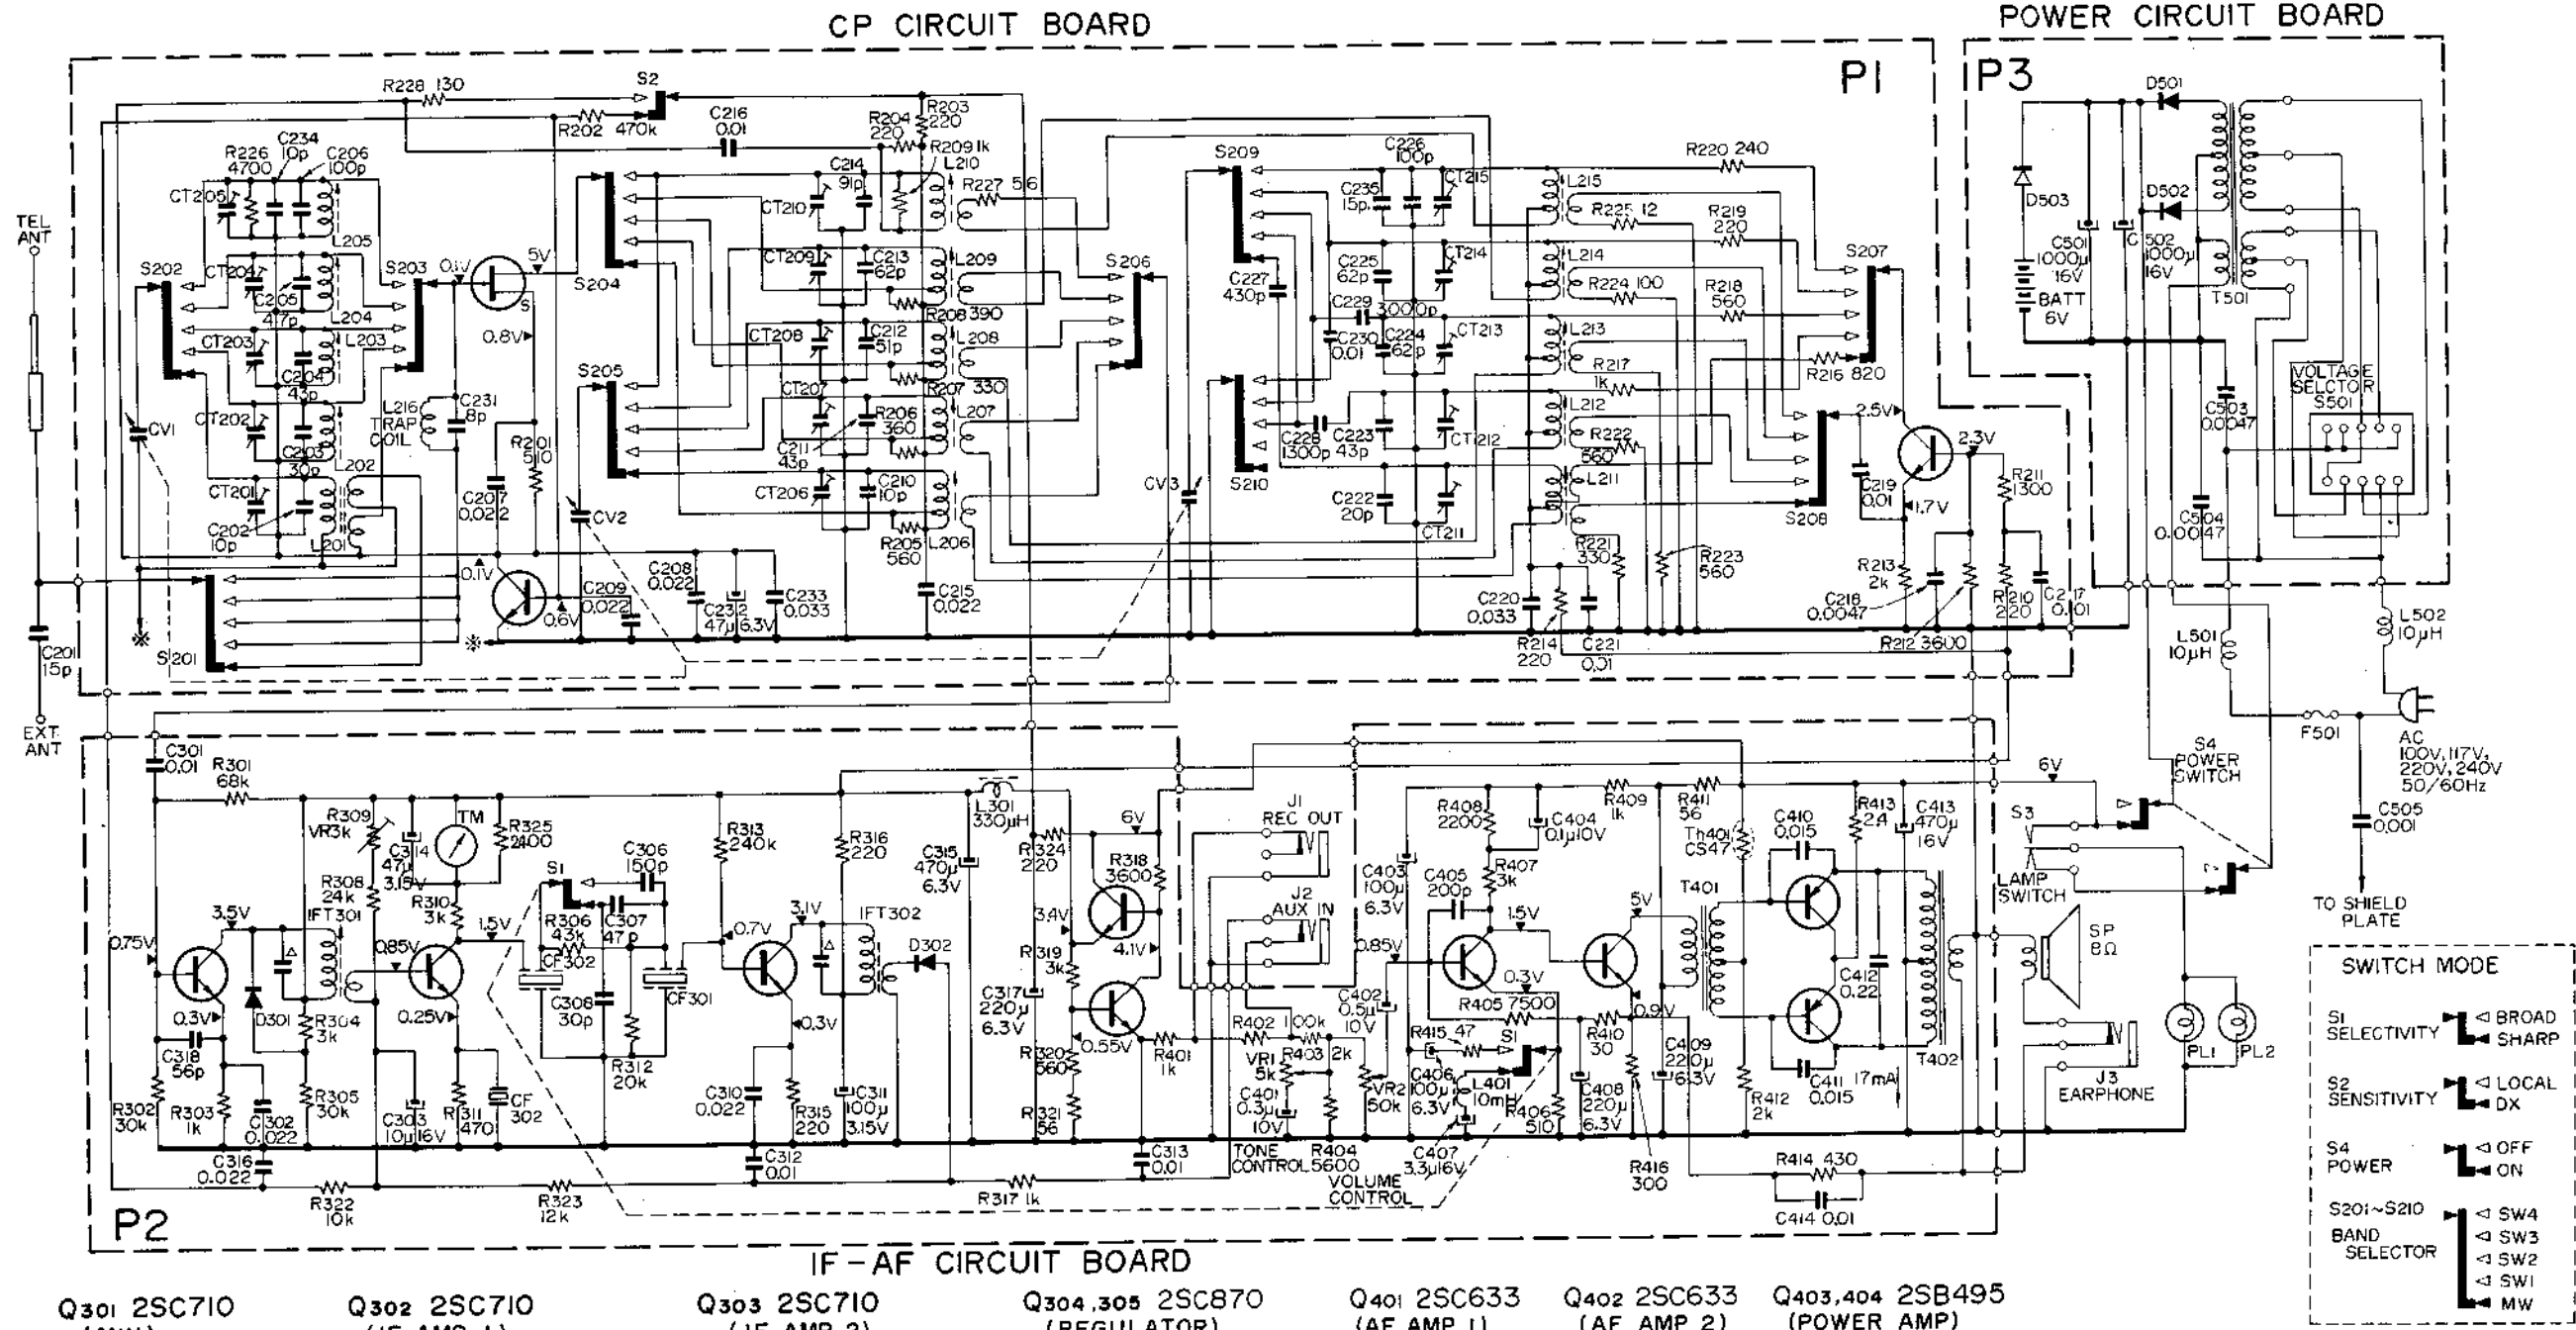 CP CIRCUIT BOARD
POWER CIRCUIT BOARD
P1
P3
R228 130
S2
R202 470k
C216
0.01
R203
220
R204
220
R209 1k
L210
R227 56
C234
10p
R226
4700
C206
100p
CT205
L205
CT204
C205
47p
L204
CT203
L203
C204
43p
CT202
C203
30p
L202
CT201
C202
10p
L201
TEL
ANT
S202
S203
0.1V
5V
S
0.8V
S204
CV1
L216
TRAP
COIL
C231
8p
R201
510
C207
0.022
CV2
S205
0.1V
0.6V
C209
0.022
C208
0.022
C232
47μ6.3V
C233
0.033
S201
C201
15p
EXT.
ANT
C214
91p
CT210
CT209
C213
62p
L209
R208 390
CT208
C212
51p
L208
R207 330
CT207
R206
360
L207
C211
43p
CT206
C210
10p
R205
560
L206
C215
0.022
S206
CV3
S209
C227
430p
C229
3000p
C230
0.01
S210
C228
1300p
C226
100p
C235
15p
CT215
L215
R225 12
C225
62p
CT214
L214
R224 100
C224
62p
CT213
L213
R217
1k
C223
43p
CT212
L212
R222
560
C222
20p
CT211
L211
R221
330
R223
560
C220
0.033
R214
220
C221
0.01
R220 240
R219
220
R218
560
R216 820
S207
S208
2.5V
2.3V
1.7V
C219
0.01
R211
1300
R213
2k
C218
0.0047
R212 3600
R210
220
C217
0.01
D501
D502
D503
C501
1000μ
16V
C502
1000μ
16V
BATT
6V
T501
VOLTAGE
SELCTOR
S501
C503
0.0047
C504
0.0047
L501
10μH
L502
10μH
F501
AC
100V,117V,
220V,240V
50/60Hz
C505
0.001
TO SHIELD
PLATE
S4
POWER
SWITCH
6V
S3
LAMP
SWITCH
SP
8Ω
PL1
PL2
J3
EARPHONE
C301
0.01
R301
68k
R309
VR3k
C314
47μ
3.15V
TM
R325
2400
R308
24k
R310
3k
0.75V
3.5V
IFT301
0.85V
1.5V
0.3V
D301
R304
3k
0.25V
C318
56p
R302
30k
R303
1k
C302
0.022
R305
30k
C303
10μ16V
R311
470
CF
302
C316
0.022
R322
10k
R323
12k
S1
C306
150p
R306
43k
C307
47p
CF302
C308
30p
CF301
R312
20k
R313
240k
R316
220
0.7V
3.1V
IFT302
D302
0.3V
C310
0.022
R315
220
C311
100μ
3.15V
C312
0.01
R317 1k
L301
330μH
C315
470μ
6.3V
R324
220
R318
3600
6V
3.4V
R319
3k
4.1V
C317
220μ
6.3V
0.55V
R320
560
R321
56
R401
1k
C313
0.01
J1
REC OUT
J2
AUX IN
R402 100k
VR1
5k
R403 2k
C401
0.3μ
10V
TONE
CONTROL
R404
5600
VR2
50k
VOLUME
CONTROL
C402
0.5μ
10V
C403
100μ
6.3V
0.85V
R408
2200
C404
0.1μ10V
C405
200p
R407
3k
1.5V
0.3V
R405 7500
R415 47
S1
C406
100μ
6.3V
L401
10mH
C407
3.3μ16V
R406
510
R409
1k
R411
56
Th401
CS47
T401
5V
0.9V
R410
30
C408
220μ
6.3V
C409
220μ
6.3V
R416
300
R412
2k
C410
0.015
R413
24
C413
470μ
16V
C412
0.22
C411
0.015
17mA
T402
R414 430
C414 0.01
P2
IF-AF CIRCUIT BOARD
SWITCH MODE
S1
SELECTIVITY
BROAD
SHARP
S2
SENSITIVITY
LOCAL
DX
S4
POWER
OFF
ON
S201~S210
BAND
SELECTOR
SW4
SW3
SW2
SW1
MW
Q301 2SC710
Q302 2SC710
Q303 2SC710
Q304,305 2SC870
Q401 2SC633
Q402 2SC633
Q403,404 2SB495
(IF AMP 1)
(IF AMP 2)
(REGULATOR)
(AF AMP 1)
(AF AMP 2)
(POWER AMP)